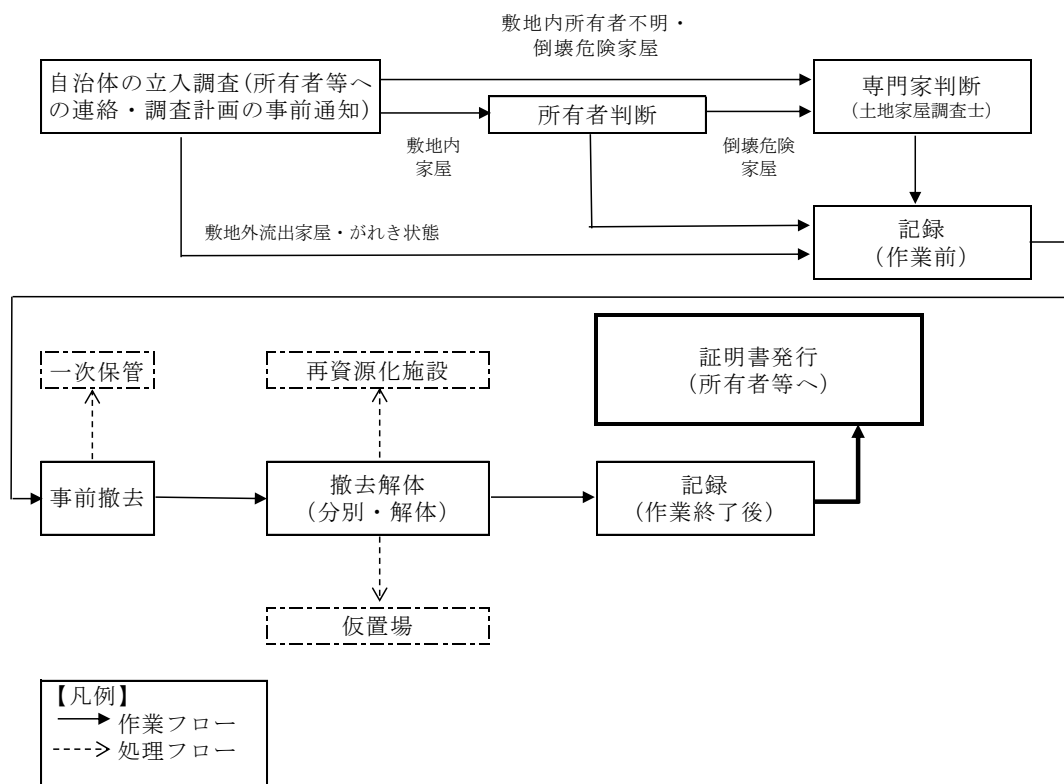 敷地内所有者不明・
倒壊危険家屋
自治体の立入調査(所有者等へ
の連絡・調査計画の事前通知)
所有者判断
専門家判断
(土地家屋調査士)
敷地内
家屋
倒壊危険
家屋
敷地外流出家屋・がれき状態
記録
(作業前)
一次保管
再資源化施設
証明書発行
(所有者等へ)
事前撤去
撤去解体
(分別・解体)
記録
(作業終了後)
仮置場
【凡例】
作業フロー
処理フロー